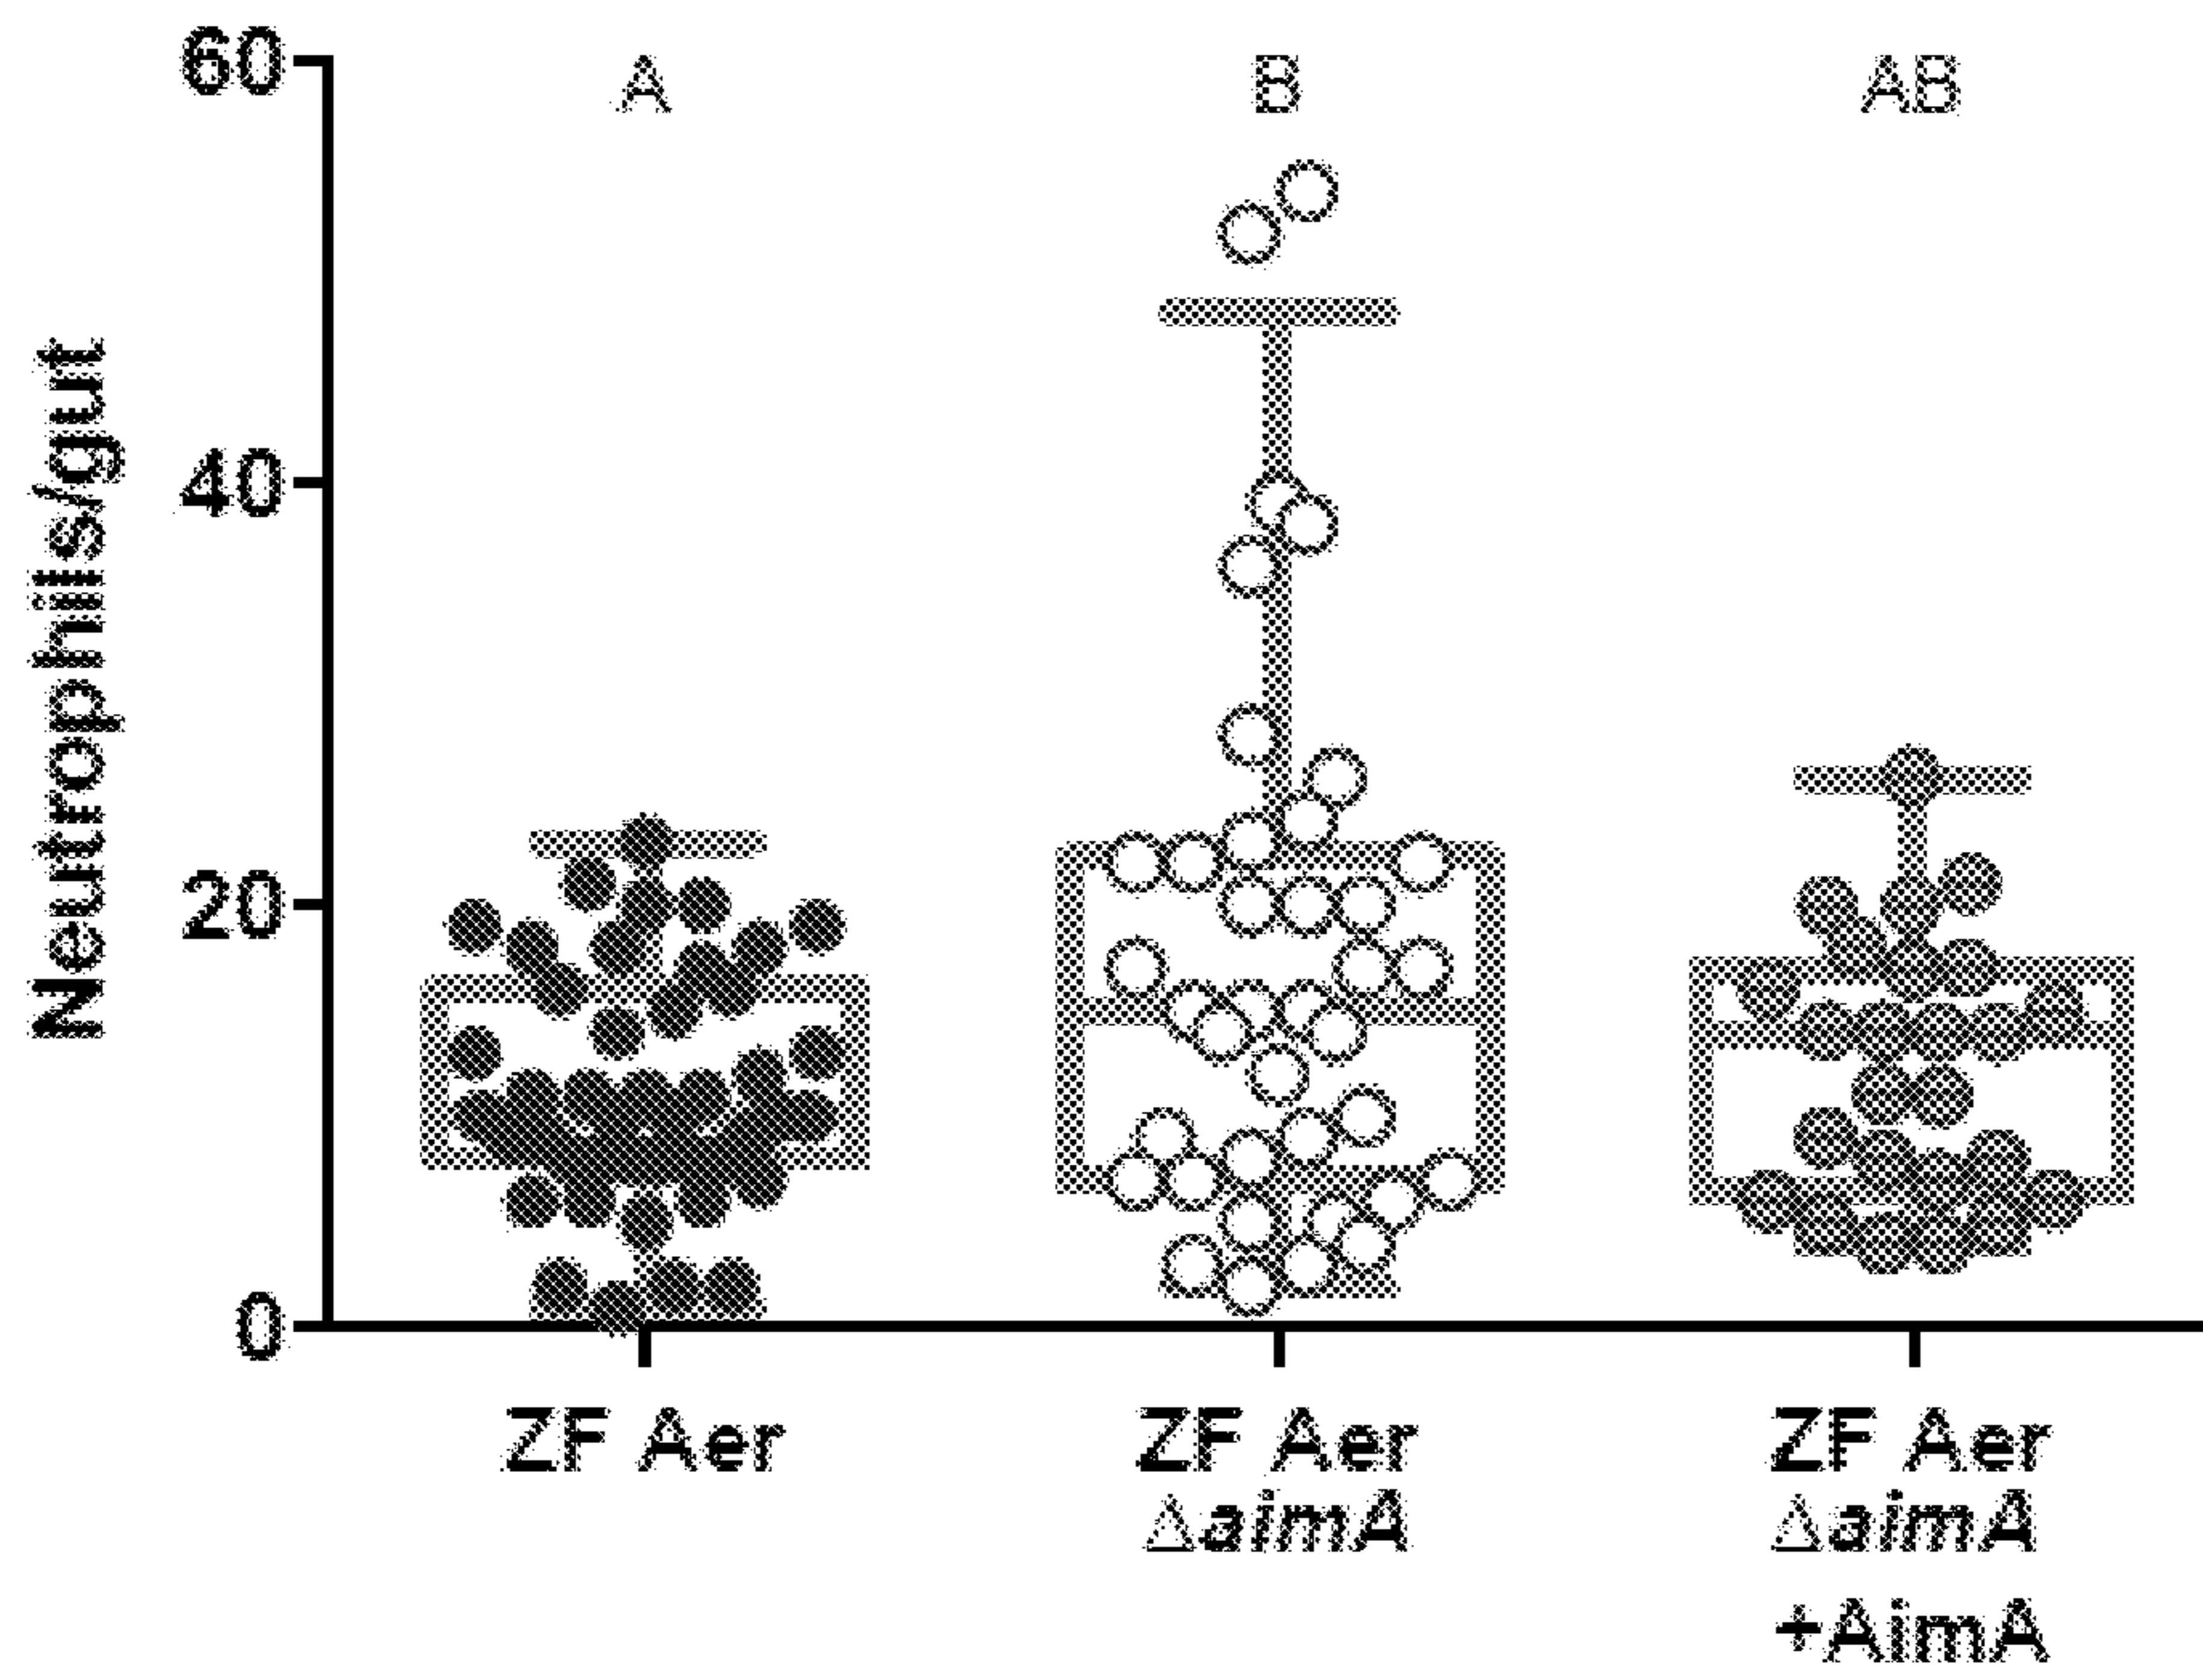 Neutrophils/gut
60
40
20
0
A
B
AB
ZF Aer
ZF Aer
ΔaimA
ZF Aer
ΔaimA
+AimA